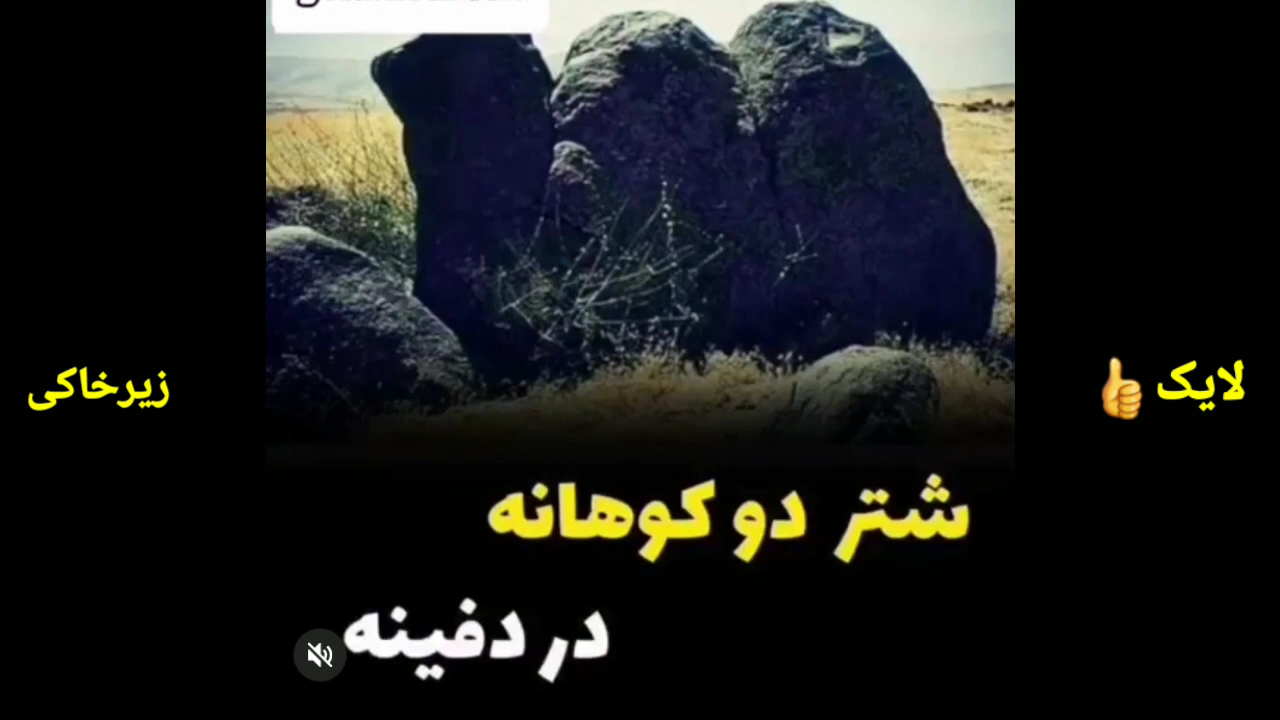 لایک 👍
زیرخاکی
شتر دو کوهانه
در دفینه